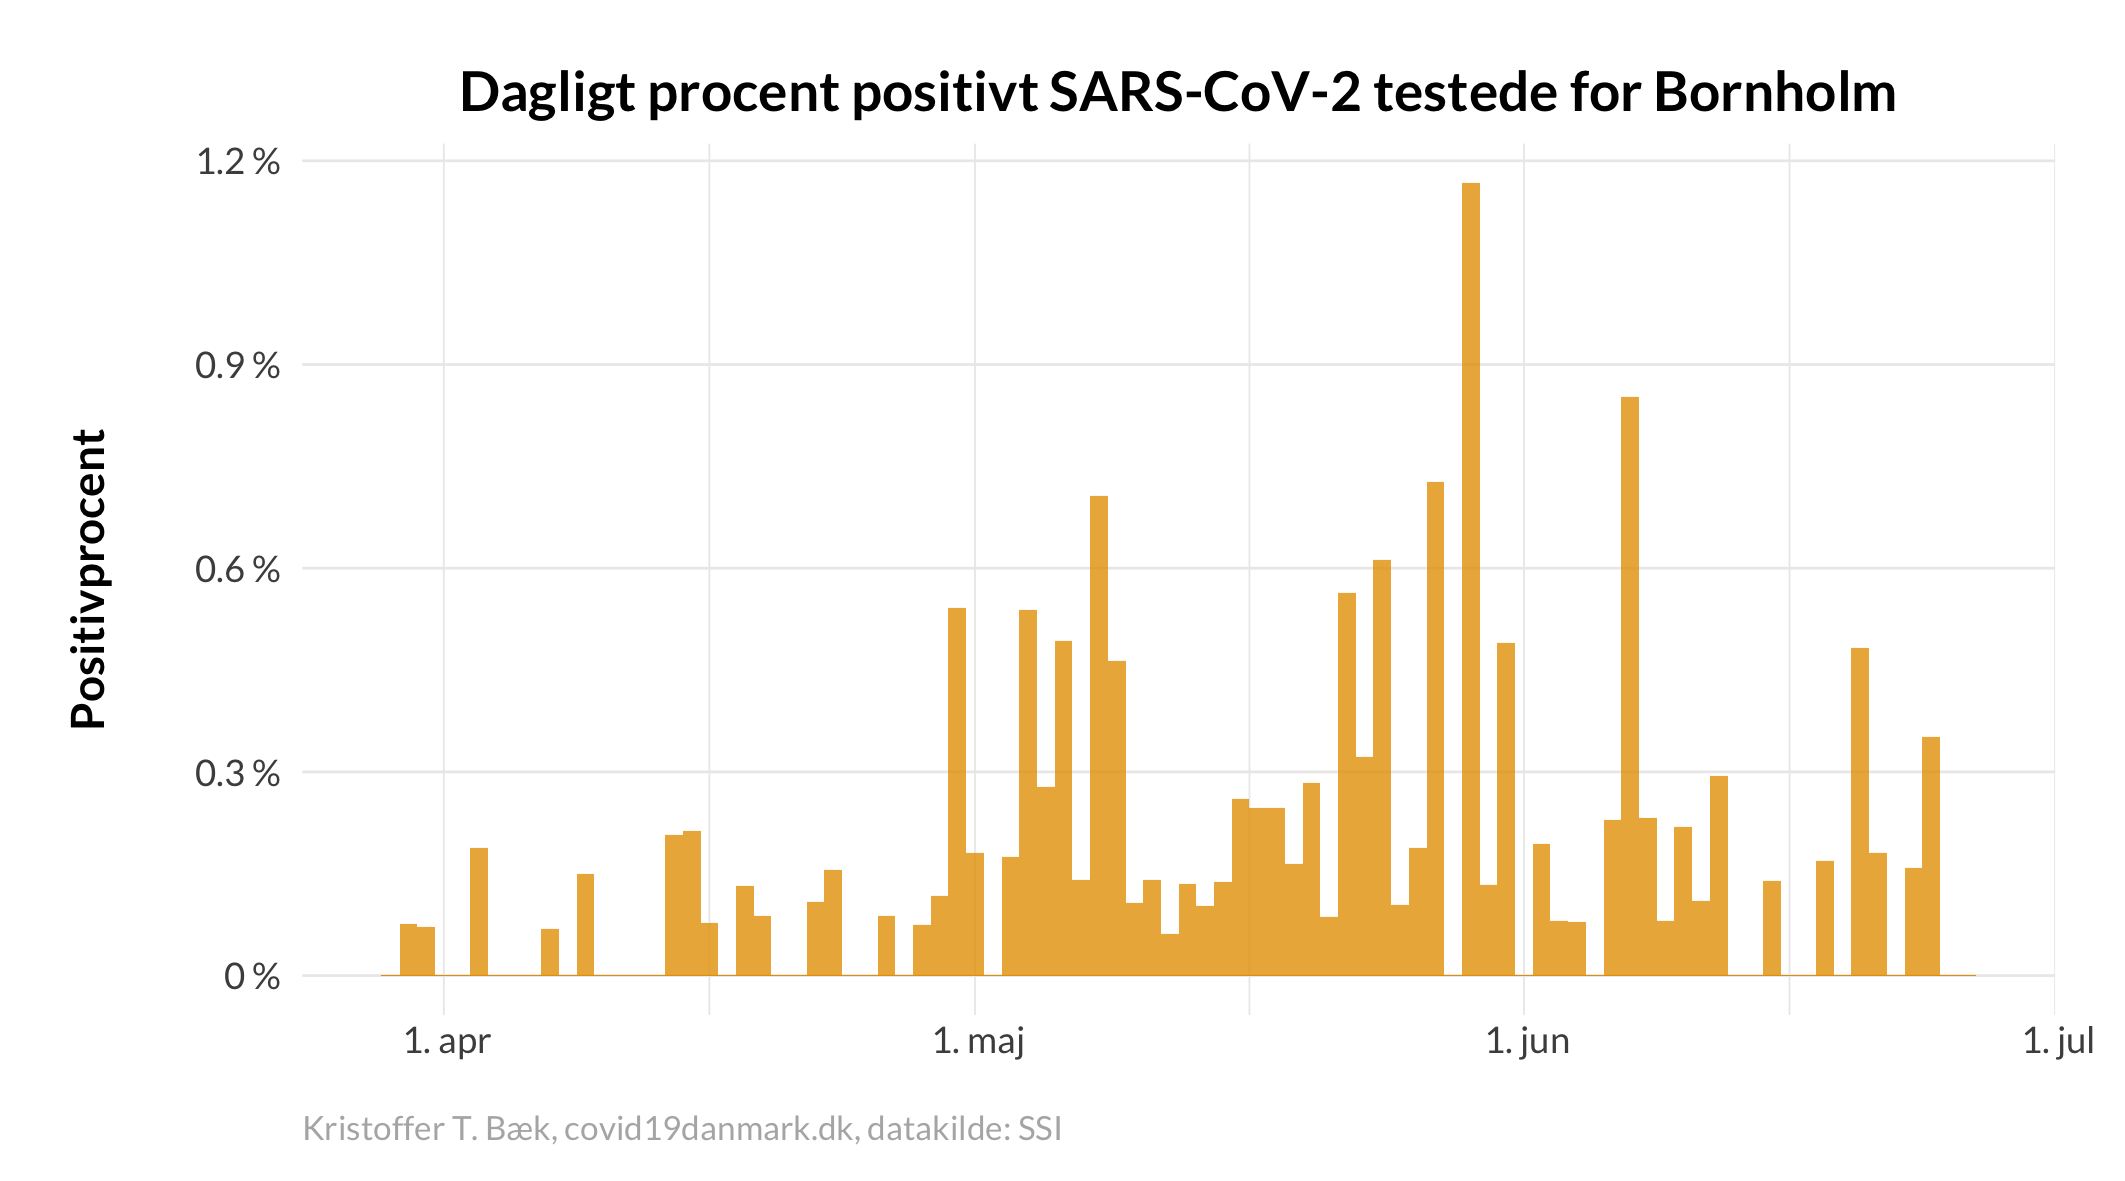 Dagligt procent positivt SARS-CoV-2 testede for Bornholm
Positivprocent
1.2 %
0.9 %
0.6 %
0.3 %
0 %
1. apr
1. maj
1. jun
1. jul
Kristoffer T. Bæk, covid19danmark.dk, datakilde: SSI